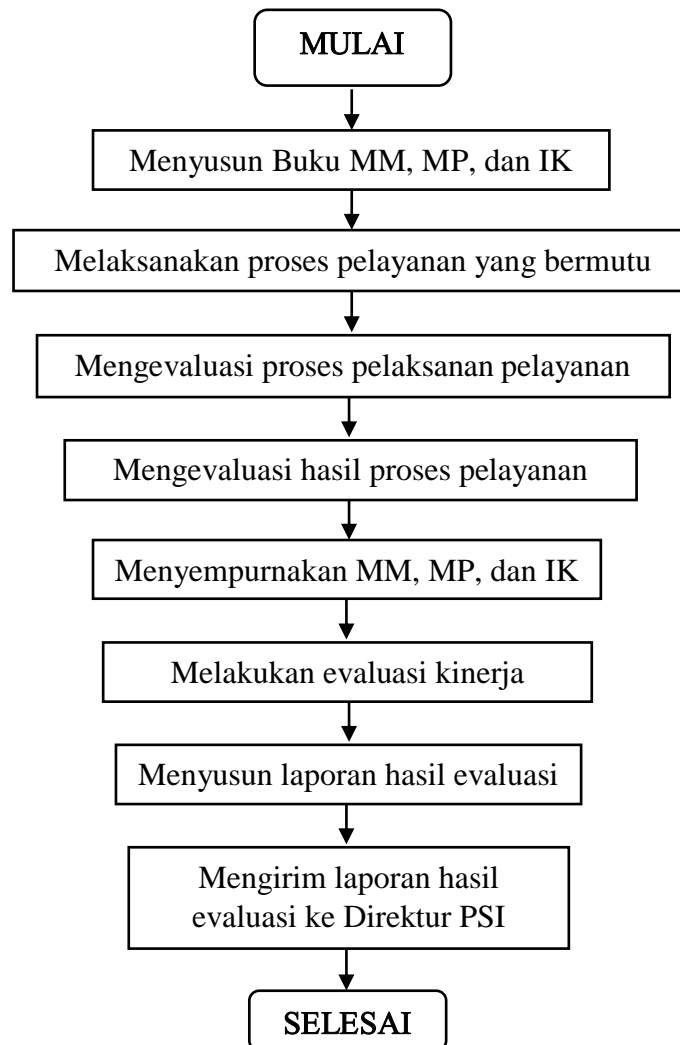 MULAI
Menyusun Buku MM, MP, dan IK
Melaksanakan proses pelayanan yang bermutu
Mengevaluasi proses pelaksanan pelayanan
Mengevaluasi hasil proses pelayanan
Menyempurnakan MM, MP, dan IK
Melakukan evaluasi kinerja
Menyusun laporan hasil evaluasi
Mengirim laporan hasil
evaluasi ke Direktur PSI
SELESAI